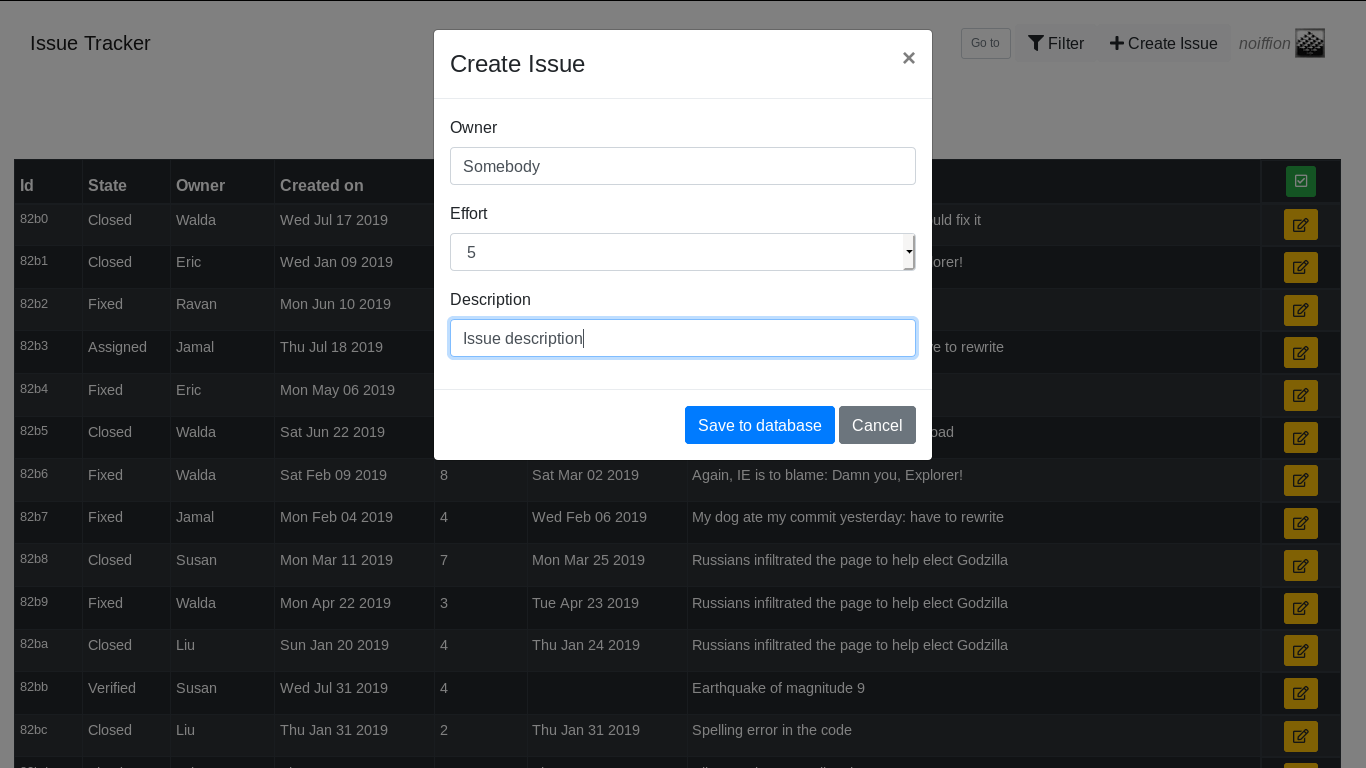 Issue Tracker
Go to
Filter
Create Issue
noiffion
Create Issue
×
Owner
Somebody
Effort
5
Description
Issue description
Save to database
Cancel
Id State Owner Created on
82b0 Closed Walda Wed Jul 17 2019 fix it
82b1 Closed Eric Wed Jan 09 2019
82b2 Fixed Ravan Mon Jun 10 2019
82b3 Assigned Jamal Thu Jul 18 2019 to rewrite
82b4 Fixed Eric Mon May 06 2019
82b5 Closed Walda Sat Jun 22 2019
82b6 Fixed Walda Sat Feb 09 2019 8 Sat Mar 02 2019 Again, IE is to blame: Damn you, Explorer!
82b7 Fixed Jamal Mon Feb 04 2019 4 Wed Feb 06 2019 My dog ate my commit yesterday: have to rewrite
82b8 Closed Susan Mon Mar 11 2019 7 Mon Mar 25 2019 Russians infiltrated the page to help elect Godzilla
82b9 Fixed Walda Mon Apr 22 2019 3 Tue Apr 23 2019 Russians infiltrated the page to help elect Godzilla
82ba Closed Liu Sun Jan 20 2019 4 Thu Jan 24 2019 Russians infiltrated the page to help elect Godzilla
82bb Verified Susan Wed Jul 31 2019 4 Earthquake of magnitude 9
82bc Closed Liu Thu Jan 31 2019 2 Thu Jan 31 2019 Spelling error in the code